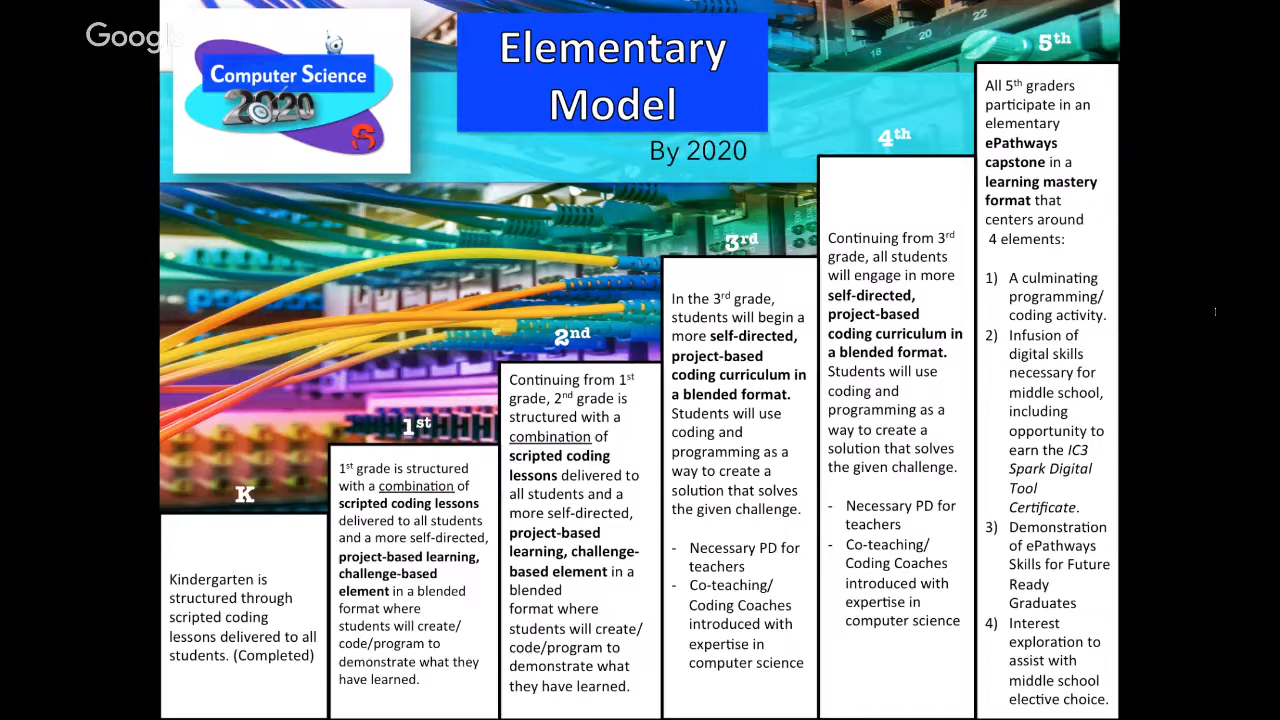 Google
Computer Science
2020
S
Elementary
Model
By 2020
K
Kindergarten is
structured through
scripted coding
lessons delivered to all
students. (Completed)
1st
1st grade is structured
with a combination of
scripted coding lessons
delivered to all students
and a more self-directed,
project-based learning,
challenge-based
element in a blended
format where
students will create/
code/program to
demonstrate what they
have learned.
2nd
Continuing from 1st
grade, 2nd grade is
structured with a
combination of
scripted coding
lessons delivered to
all students and a
more self-directed,
project-based
learning, challenge-
based element in a
blended
format where
students will create/
code/program to
demonstrate what
they have learned.
3rd
In the 3rd grade,
students will begin a
more self-directed,
project-based
coding curriculum in
a blended format.
Students will use
coding and
programming as a
way to create a
solution that solves
the given challenge.
- Necessary PD for
teachers
- Co-teaching/
Coding Coaches
introduced with
expertise in
computer science
4th
Continuing from 3rd
grade, all students
will engage in more
self-directed,
project-based
coding curriculum in
a blended format.
Students will use
coding and
programming as a
way to create a
solution that solves
the given challenge.
- Necessary PD for
teachers
- Co-teaching/
Coding Coaches
introduced with
expertise in
computer science
18 20 22
5th
All 5th graders
participate in an
elementary
ePathways
capstone in a
learning mastery
format that
centers around
4 elements:
1) A culminating
programming/
coding activity.
2) Infusion of
digital skills
necessary for
middle school,
including
opportunity to
earn the IC3
Spark Digital
Tool
Certificate.
3) Demonstration
of ePathways
Skills for Future
Ready
Graduates
4) Interest
exploration to
assist with
middle school
elective choice.